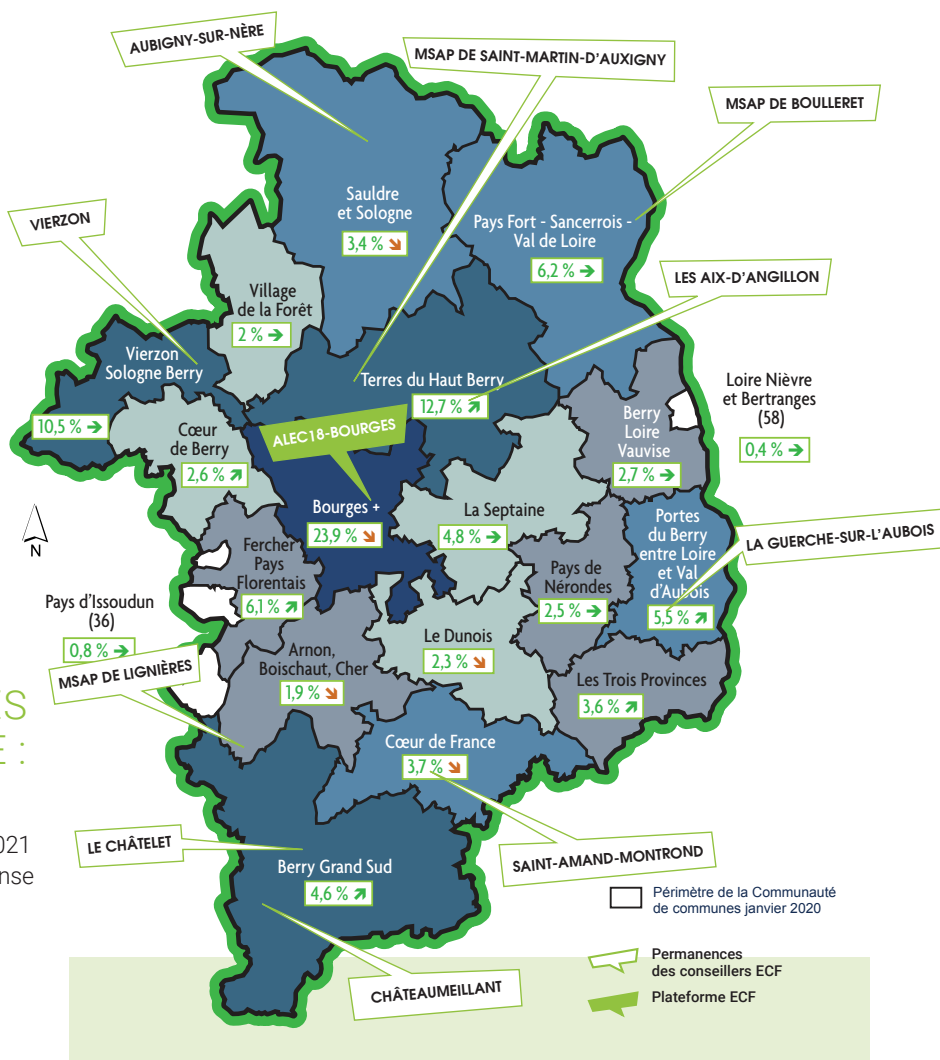 AUBIGNY-SUR-NÈRE
MSAP DE SAINT-MARTIN-D'AUXIGNY
MSAP DE BOULLERET
Sauldre
et Sologne
3,4 % ➘
Pays Fort - Sancerrois -
Val de Loire
6,2 % ➔
VIERZON
LES AIX-D'ANGILLON
Village
de la Forêt
2 % ➔
Vierzon
Sologne Berry
10,5 % ➔
Terres du Haut Berry
12,7 % ➚
Loire Nièvre
et Bertranges
(58)
0,4 % ➔
Berry
Loire
Vauvise
2,7 % ➔
Cœur
de Berry
2,6 % ➚
ALEC18-BOURGES
Bourges +
23,9 % ➘
La Septaine
4,8 % ➔
Portes
du Berry
entre Loire
et Val
d'Aubois
5,5 % ➚
LA GUERCHE-SUR-L'AUBOIS
N
Fercher
Pays
Florentais
6,1 % ➚
Pays de
Nérondes
2,5 % ➔
Pays d'Issoudun
(36)
0,8 % ➔
MSAP DE LIGNIÈRES
Arnon,
Boischaut, Cher
1,9 % ➘
Le Dunois
2,3 % ➘
Les Trois Provinces
3,6 % ➚
ES
E :
Cœur de France
3,7 % ➘
021
nse
LE CHÂTELET
Berry Grand Sud
4,6 % ➚
SAINT-AMAND-MONTROND
CHÂTEAUMEILLANT
Périmètre de la Communauté
de communes janvier 2020
Permanences
des conseillers ECF
Plateforme ECF